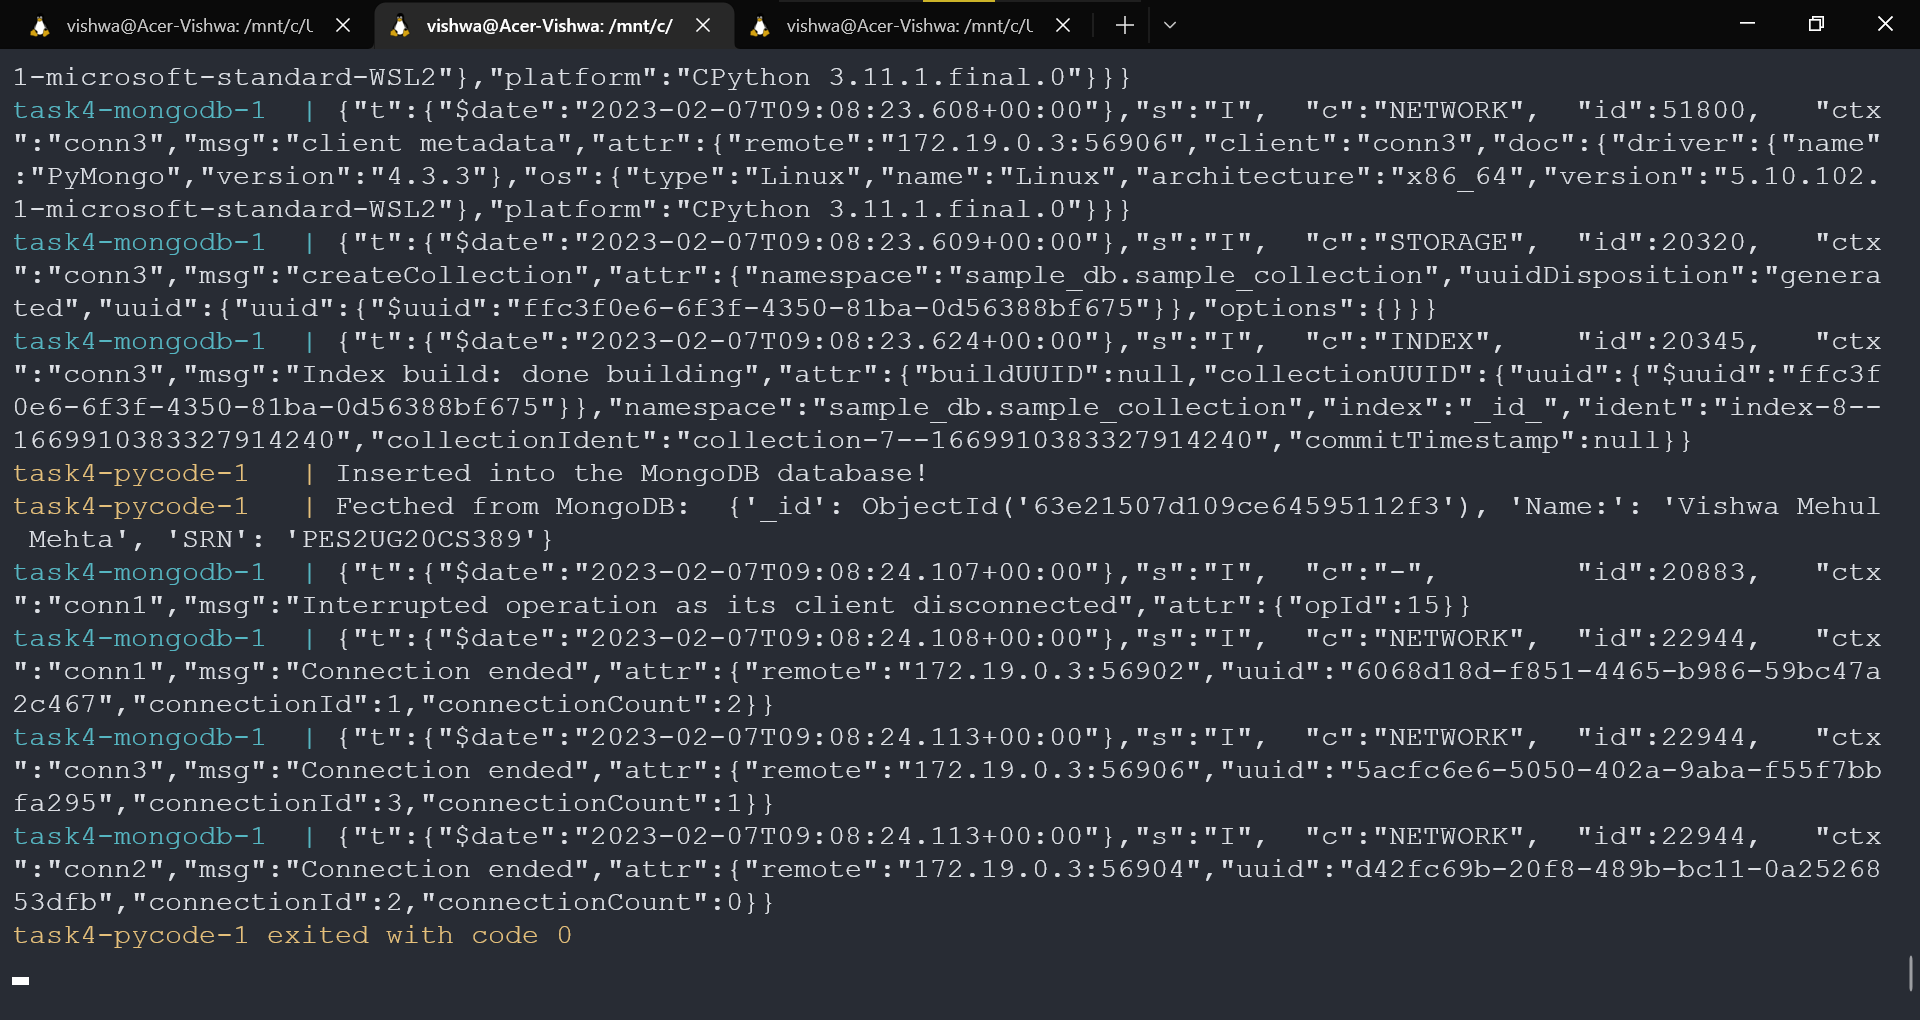 vishwa@Acer-Vishwa: /mnt/c/U
vishwa@Acer-Vishwa: /mnt/c/
vishwa@Acer-Vishwa: /mnt/c/U
1-microsoft-standard-WSL2"},"platform":"CPython 3.11.1.final.0"}}}
task4-mongodb-1  | {"t":{"$date":"2023-02-07T09:08:23.608+00:00"},"s":"I",  "c":"NETWORK",  "id":51800,   "ctx
":"conn3","msg":"client metadata","attr":{"remote":"172.19.0.3:56906","client":"conn3","doc":{"driver":{"name"
:"PyMongo","version":"4.3.3"},"os":{"type":"Linux","name":"Linux","architecture":"x86_64","version":"5.10.102.
1-microsoft-standard-WSL2"},"platform":"CPython 3.11.1.final.0"}}}
task4-mongodb-1  | {"t":{"$date":"2023-02-07T09:08:23.609+00:00"},"s":"I",  "c":"STORAGE",  "id":20320,   "ctx
":"conn3","msg":"createCollection","attr":{"namespace":"sample_db.sample_collection","uuidDisposition":"genera
ted","uuid":{"uuid":{"$uuid":"ffc3f0e6-6f3f-4350-81ba-0d56388bf675"}},"options":{}}}
task4-mongodb-1  | {"t":{"$date":"2023-02-07T09:08:23.624+00:00"},"s":"I",  "c":"INDEX",    "id":20345,   "ctx
":"conn3","msg":"Index build: done building","attr":{"buildUUID":null,"collectionUUID":{"uuid":{"$uuid":"ffc3f
0e6-6f3f-4350-81ba-0d56388bf675"}},"namespace":"sample_db.sample_collection","index":"_id_","ident":"index-8--
1669910383327914240","collectionIdent":"collection-7--1669910383327914240","commitTimestamp":null}}
task4-pycode-1   | Inserted into the MongoDB database!
task4-pycode-1   | Fecthed from MongoDB:  {'_id': ObjectId('63e21507d109ce64595112f3'), 'Name:': 'Vishwa Mehul
 Mehta', 'SRN': 'PES2UG20CS389'}
task4-mongodb-1  | {"t":{"$date":"2023-02-07T09:08:24.107+00:00"},"s":"I",  "c":"-",        "id":20883,   "ctx
":"conn1","msg":"Interrupted operation as its client disconnected","attr":{"opId":15}}
task4-mongodb-1  | {"t":{"$date":"2023-02-07T09:08:24.108+00:00"},"s":"I",  "c":"NETWORK",  "id":22944,   "ctx
":"conn1","msg":"Connection ended","attr":{"remote":"172.19.0.3:56902","uuid":"6068d18d-f851-4465-b986-59bc47a
2c467","connectionId":1,"connectionCount":2}}
task4-mongodb-1  | {"t":{"$date":"2023-02-07T09:08:24.113+00:00"},"s":"I",  "c":"NETWORK",  "id":22944,   "ctx
":"conn3","msg":"Connection ended","attr":{"remote":"172.19.0.3:56906","uuid":"5acfc6e6-5050-402a-9aba-f55f7bb
fa295","connectionId":3,"connectionCount":1}}
task4-mongodb-1  | {"t":{"$date":"2023-02-07T09:08:24.113+00:00"},"s":"I",  "c":"NETWORK",  "id":22944,   "ctx
":"conn2","msg":"Connection ended","attr":{"remote":"172.19.0.3:56904","uuid":"d42fc69b-20f8-489b-bc11-0a25268
53dfb","connectionId":2,"connectionCount":0}}
task4-pycode-1 exited with code 0